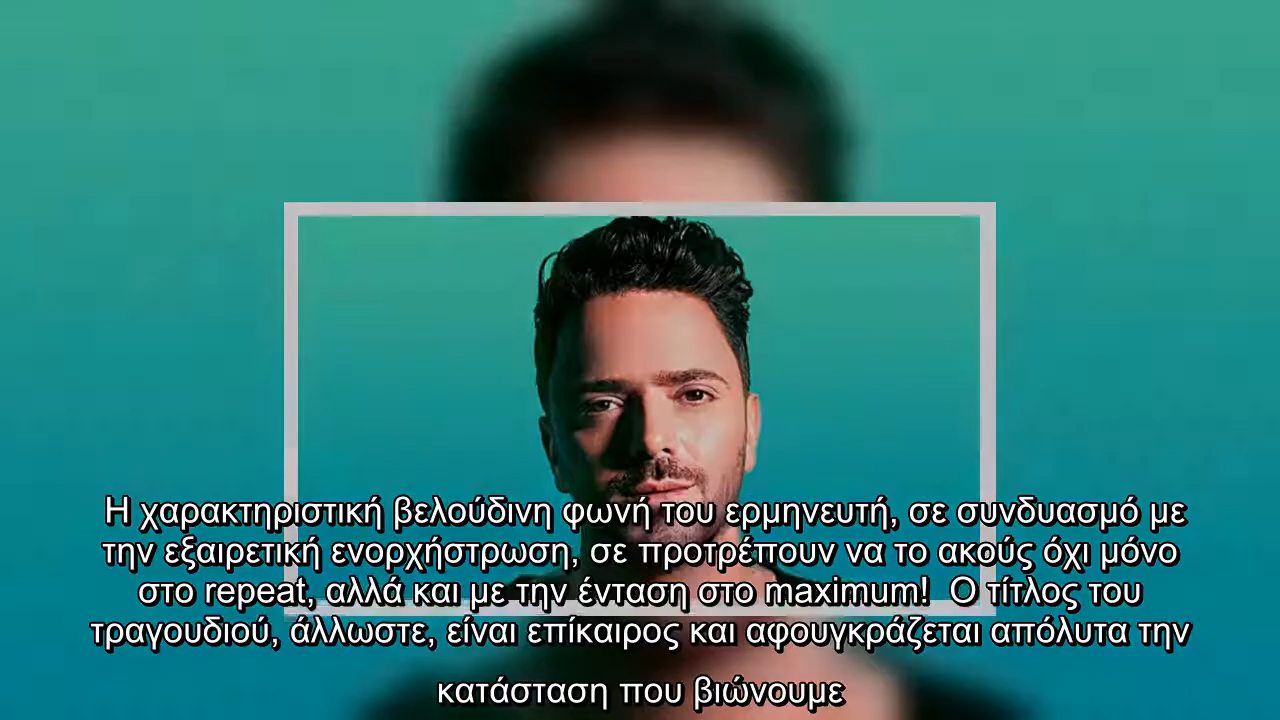 Η χαρακτηριστική βελούδινη φωνή του ερμηνευτή, σε συνδυασμό με
την εξαιρετική ενορχήστρωση, σε προτρέπουν να το ακούς όχι μόνο
στο repeat, αλλά και με την ένταση στο maximum!  Ο τίτλος του
τραγουδιού, άλλωστε, είναι επίκαιρος και αφουγκράζεται απόλυτα την
κατάσταση που βιώνουμε